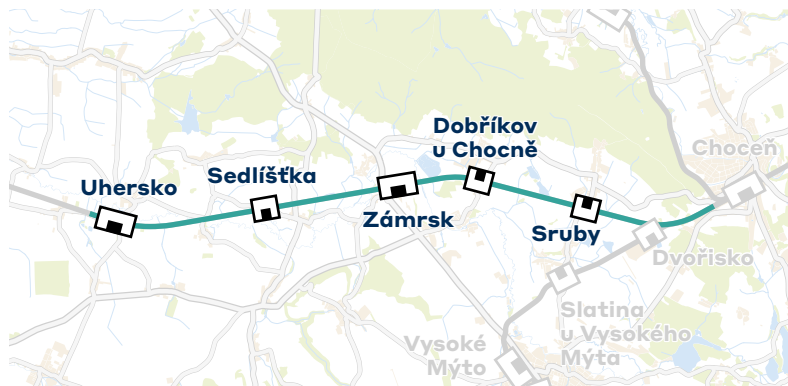 Dobříkov
u Chocně
Choceň
Sedlíšťka
Uhersko
Zámrsk
Sruby
Dvořisko
Slatina
u Vysokého
Mýta
Vysoké
Mýto